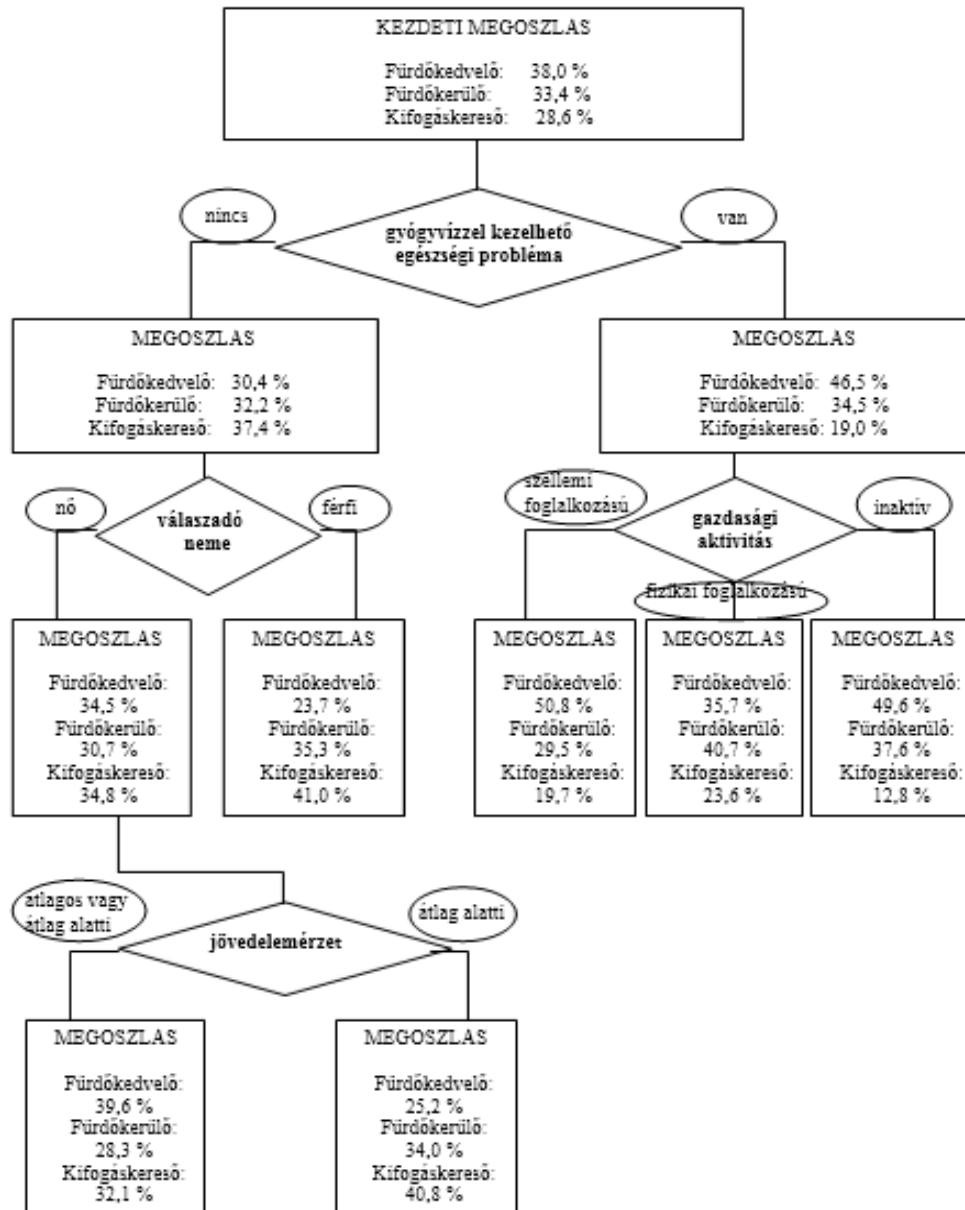 KEZDETI MEGOSZLAS
Fürdőkedvelő: 38,0 %
Fürdőkerülő: 33,4 %
Kifogáskereső: 28,6 %
nincs
van
gyógyvízzel kezelhető
egészségi probléma
MEGOSZLAS
Fürdőkedvelő: 30,4 %
Fürdőkerülő: 32,2 %
Kifogáskereső: 37,4 %
MEGOSZLAS
Fürdőkedvelő: 46,5 %
Fürdőkerülő: 34,5 %
Kifogáskereső: 19,0 %
nő
férfi
válaszadó
neme
szellemi
foglalkozású
inaktív
gazdasági
aktivitás
fizikai foglalkozású
MEGOSZLAS
Fürdőkedvelő:
34,5 %
Fürdőkerülő:
30,7 %
Kifogáskereső:
34,8 %
MEGOSZLAS
Fürdőkedvelő:
23,7 %
Fürdőkerülő:
35,3 %
Kifogáskereső:
41,0 %
MEGOSZLAS
Fürdőkedvelő:
50,8 %
Fürdőkerülő:
29,5 %
Kifogáskereső:
19,7 %
MEGOSZLAS
Fürdőkedvelő:
35,7 %
Fürdőkerülő:
40,7 %
Kifogáskereső:
23,6 %
MEGOSZLAS
Fürdőkedvelő:
49,6 %
Fürdőkerülő:
37,6 %
Kifogáskereső:
12,8 %
átlagos vagy
átlag alatti
átlag alatti
jövedelemérzet
MEGOSZLAS
Fürdőkedvelő:
39,6 %
Fürdőkerülő:
28,3 %
Kifogáskereső:
32,1 %
MEGOSZLAS
Fürdőkedvelő:
25,2 %
Fürdőkerülő:
34,0 %
Kifogáskereső:
40,8 %